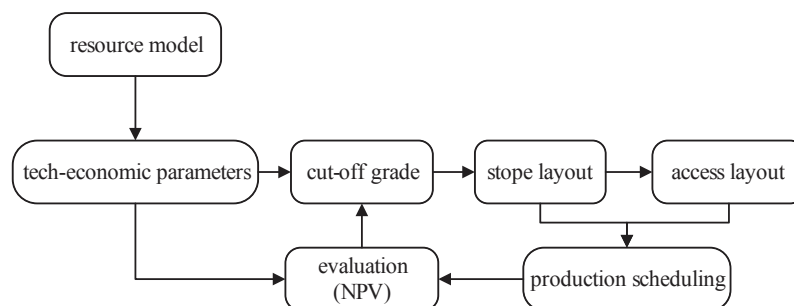 resource model
tech-economic parameters
cut-off grade
stope layout
access layout
evaluation
(NPV)
production scheduling